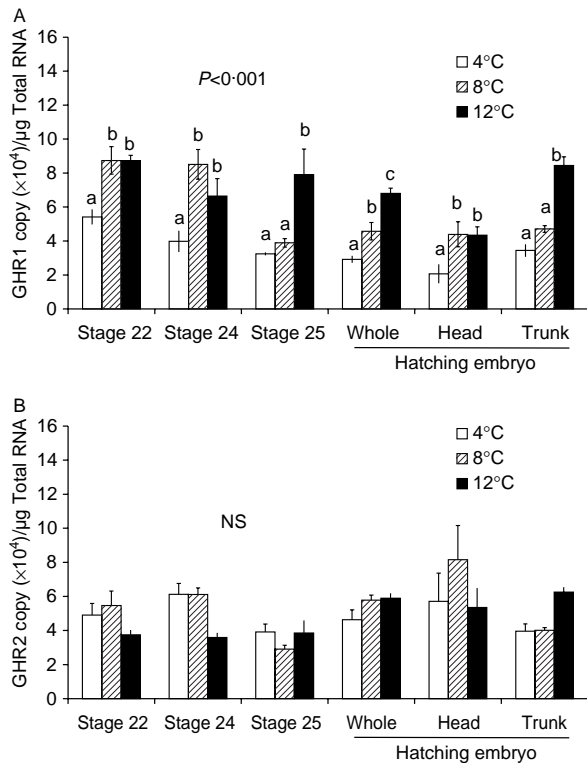 A
GHR1 copy (×10⁴)/µg Total RNA
16
14
12
10
8
6
4
2
0
P<0·001
4°C
8°C
12°C
a b b
a b b
a a b
a b c
a b b
a a b
Stage 22 Stage 24 Stage 25 Whole Head Trunk
Hatching embryo
B
GHR2 copy (×10⁴)/µg Total RNA
16
14
12
10
8
6
4
2
0
NS
4°C
8°C
12°C
Stage 22 Stage 24 Stage 25 Whole Head Trunk
Hatching embryo